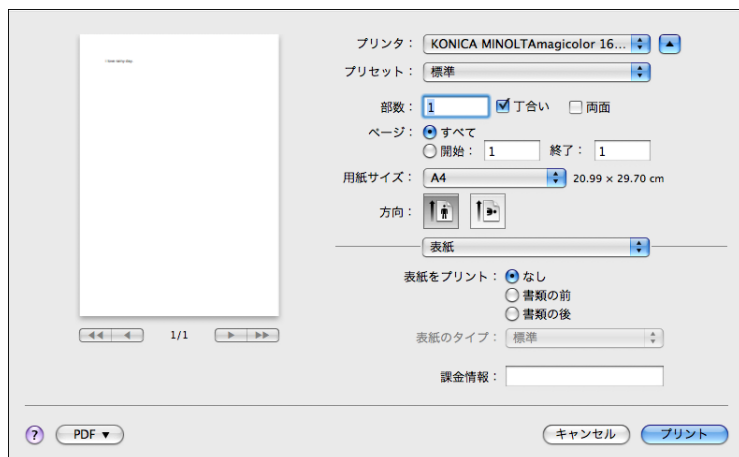 プリンタ： KONICA MINOLTAmagicolor 16...
プリセット： 標準
部数： 1 丁合い 両面
ページ： すべて
開始： 1 終了： 1
用紙サイズ： A4 20.99 × 29.70 cm
方向：
表紙
表紙をプリント： なし
書類の前
書類の後
1/1
表紙のタイプ： 標準
課金情報：
? PDF ▼ キャンセル プリント